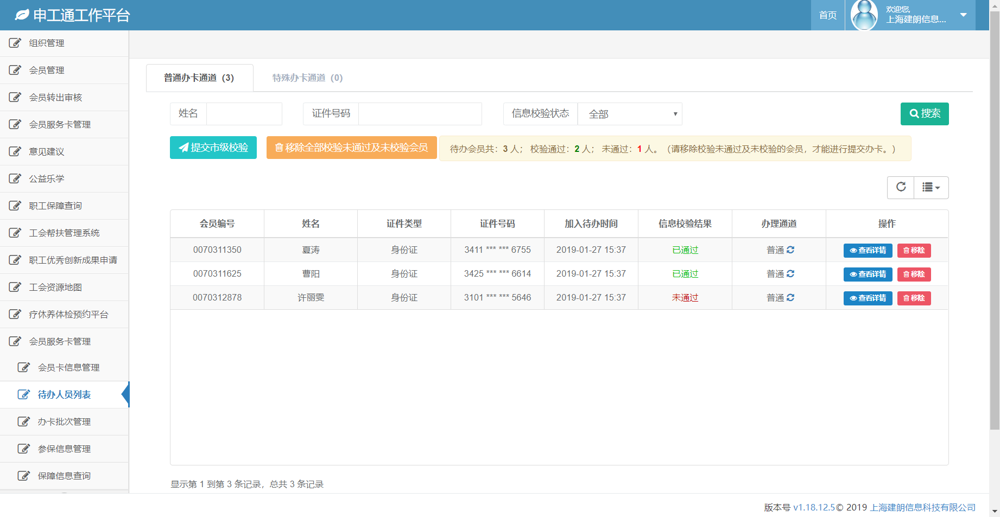 申工通工作平台
首页
欢迎您,
上海建朗信息...
组织管理
会员管理
会员转出审核
会员服务卡管理
意见建议
公益乐学
职工保障查询
工会帮扶管理系统
职工优秀创新成果申请
工会资源地图
疗休养体检预约平台
会员服务卡管理
会员卡信息管理
待办人员列表
办卡批次管理
参保信息管理
保障信息查询
普通办卡通道（3） 特殊办卡通道（0）
姓名 证件号码 信息校验状态 全部 搜索
提交市级校验 移除全部校验未通过及未校验会员 待办会员共：3 人； 校验通过：2 人； 未通过：1 人。（请移除校验未通过及未校验的会员，才能进行提交办卡。）
会员编号 姓名 证件类型 证件号码 加入待办时间 信息校验结果 办理通道 操作
0070311350 夏涛 身份证 3411 *** *** 6755 2019-01-27 15:37 已通过 普通 查看详情 移除
0070311625 曹阳 身份证 3425 *** *** 6614 2019-01-27 15:37 已通过 普通 查看详情 移除
0070312878 许丽雯 身份证 3101 *** *** 5646 2019-01-27 15:37 未通过 普通 查看详情 移除
显示第 1 到第 3 条记录，总共 3 条记录
版本号 v1.18.12.5© 2019 上海建朗信息科技有限公司